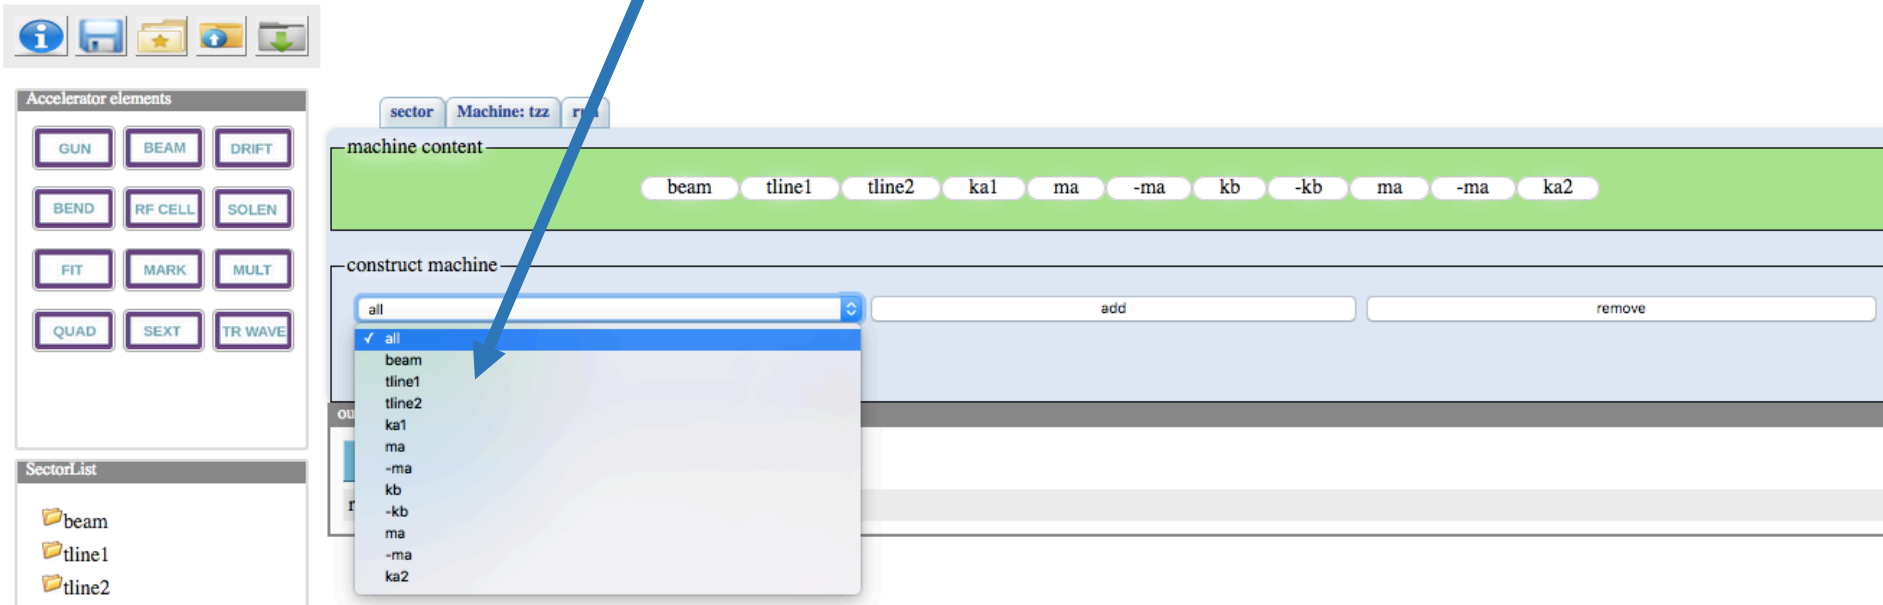 Accelerator elements
GUN BEAM DRIFT
BEND RF CELL SOLEN
FIT MARK MULT
QUAD SEXT TR WAVE
SectorList
beam
tline1
tline2
sector Machine: tzz
machine content
beam tline1 tline2 ka1 ma -ma kb -kb ma -ma ka2
construct machine
all add remove
✓ all
beam
tline1
tline2
ka1
ma
-ma
kb
-kb
ma
-ma
ka2